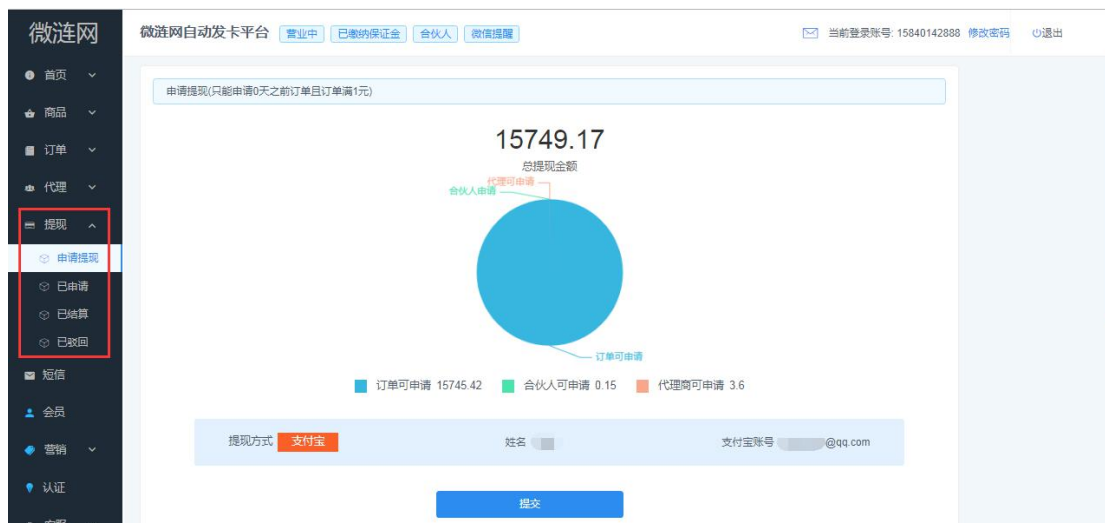 微涟网
微涟网自动发卡平台 营业中 已缴纳保证金 合伙人 微信提醒
当前登录账号: 15840142888 修改密码 退出
首页
商品
订单
代理
提现
申请提现
已申请
已结算
已驳回
短信
会员
营销
认证
申请提现(只能申请0天之前订单且订单满1元)
15749.17
总提现金额
代理可申请
合伙人申请
订单可申请
订单可申请 15745.42 合伙人可申请 0.15 代理商可申请 3.6
提现方式 支付宝 姓名 支付宝账号 @qq.com
提交